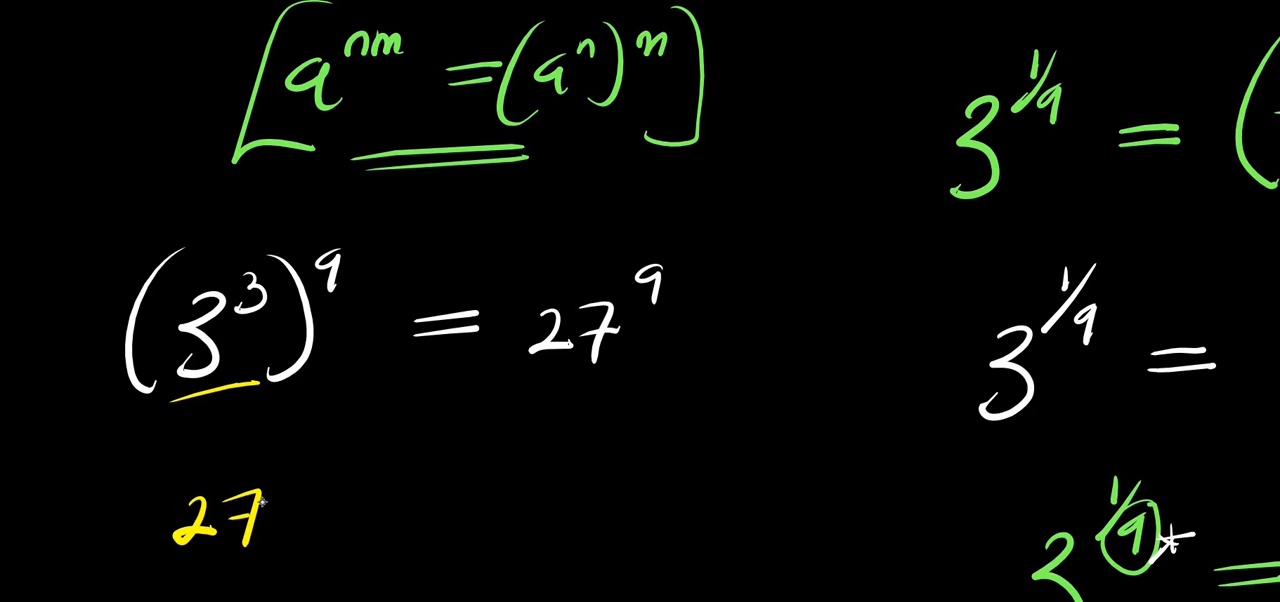 [a^{nm} = (a^n)^m]
3^{1/9} = (
(3^3)^9 = 27^9
3^{1/9} =
27
3^{1/9} =